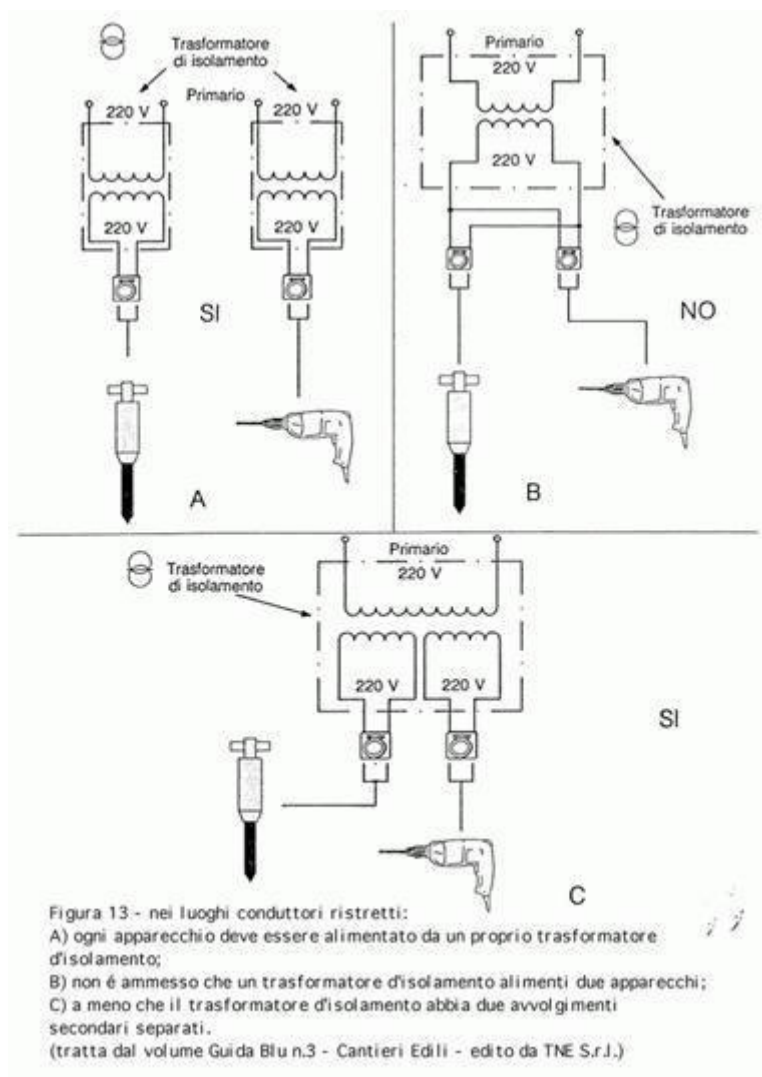 Trasformatore
di isolamento
Primario
220 V
220 V
220 V
220 V
SI
A
Primario
220 V
220 V
Trasformatore
di isolamento
NO
B
Trasformatore
di isolamento
Primario
220 V
220 V
220 V
SI
C
Figura 13 - nei luoghi conduttori ristretti:
A) ogni apparecchio deve essere alimentato da un proprio trasformatore
d'isolamento;
B) non é ammesso che un trasformatore d'isolamento alimenti due apparecchi;
C) a meno che il trasformatore d'isolamento abbia due avvolgimenti
secondari separati.
(tratta dal volume Guida Blu n.3 - Cantieri Edili - edito da TNE S.r.l.)